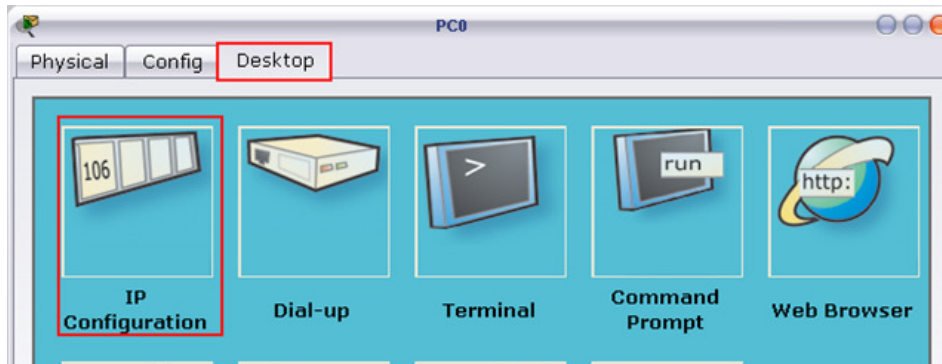 PC0
Physical Config Desktop
106
>
run
http:
IP
Configuration
Dial-up
Terminal
Command
Prompt
Web Browser